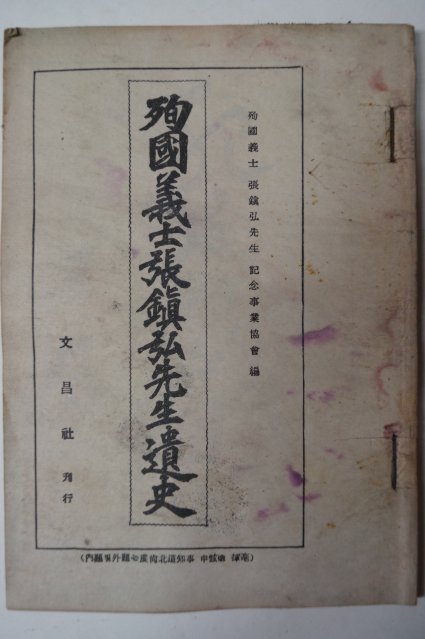 殉國義士 張鎭弘先生 記念事業協會 編
殉國義士張鎭弘先生遺史
文昌社 刊行